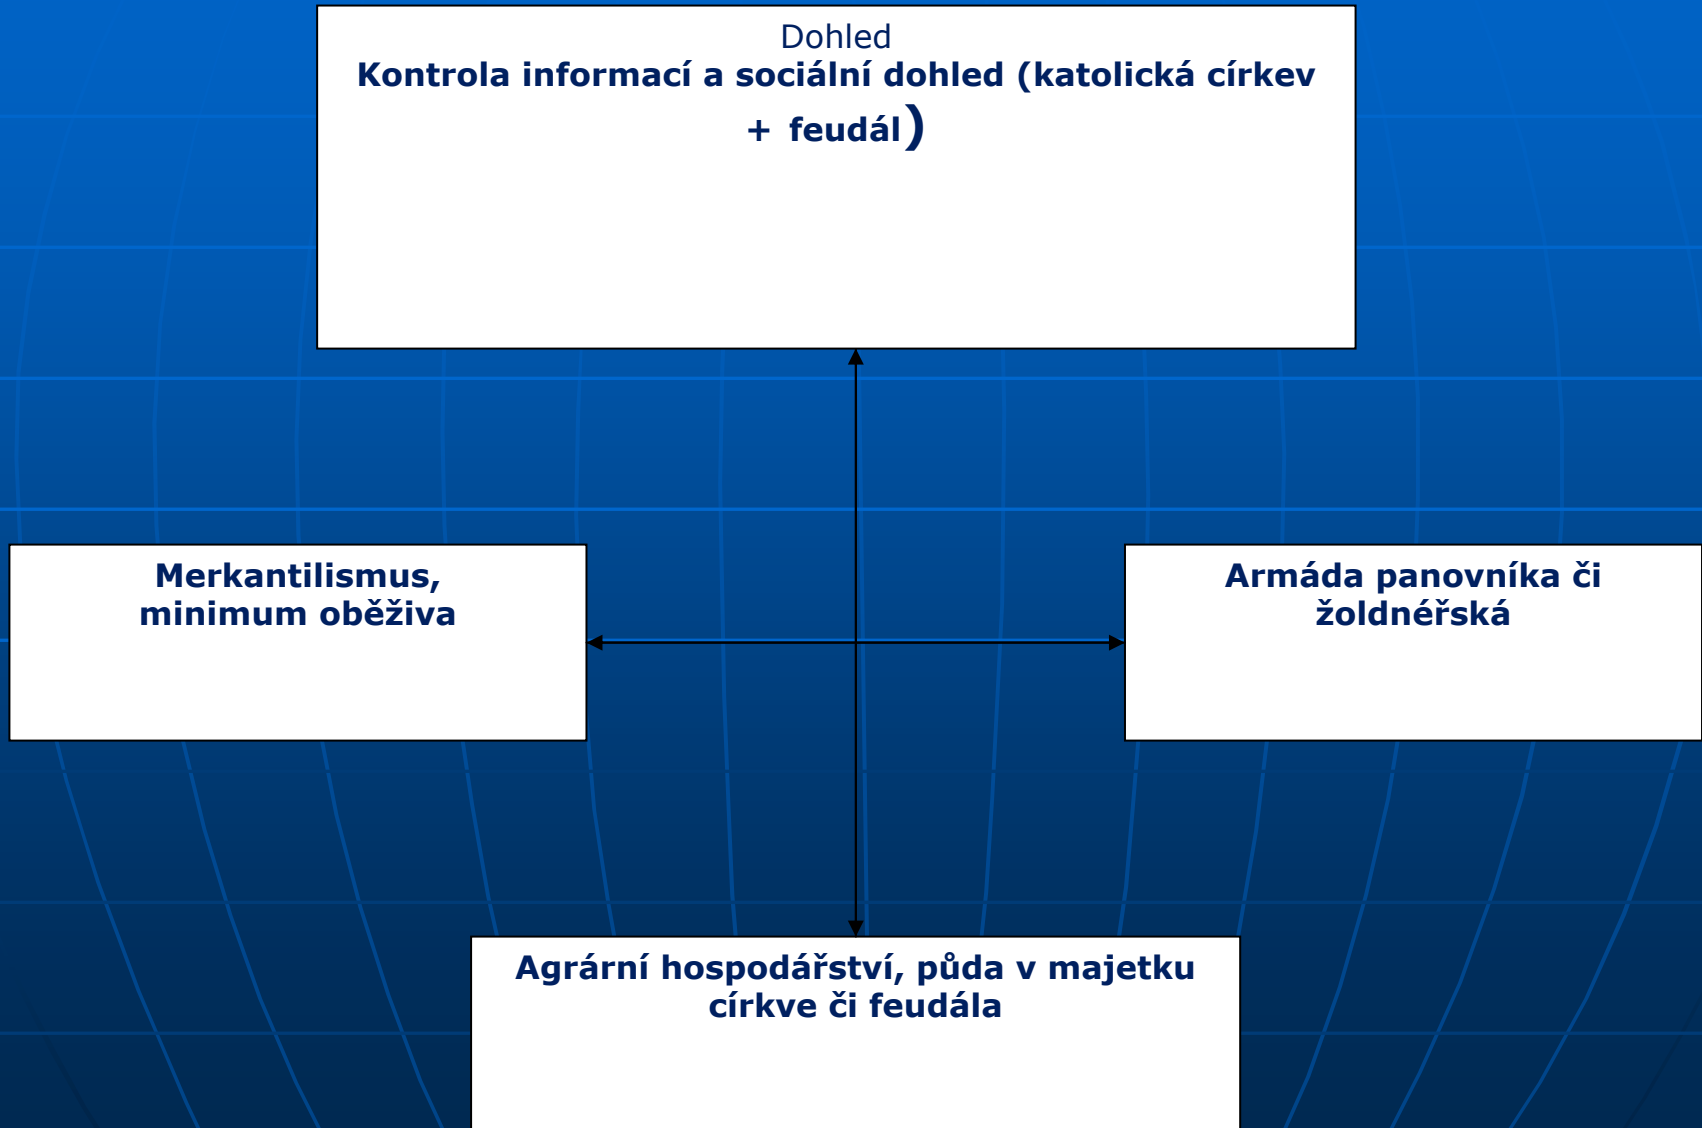 Dohled
Kontrola informací a sociální dohled (katolická církev
+ feudál)
Merkantilismus,
minimum oběživa
Armáda panovníka či
žoldnéřská
Agrární hospodářství, půda v majetku
církve či feudála